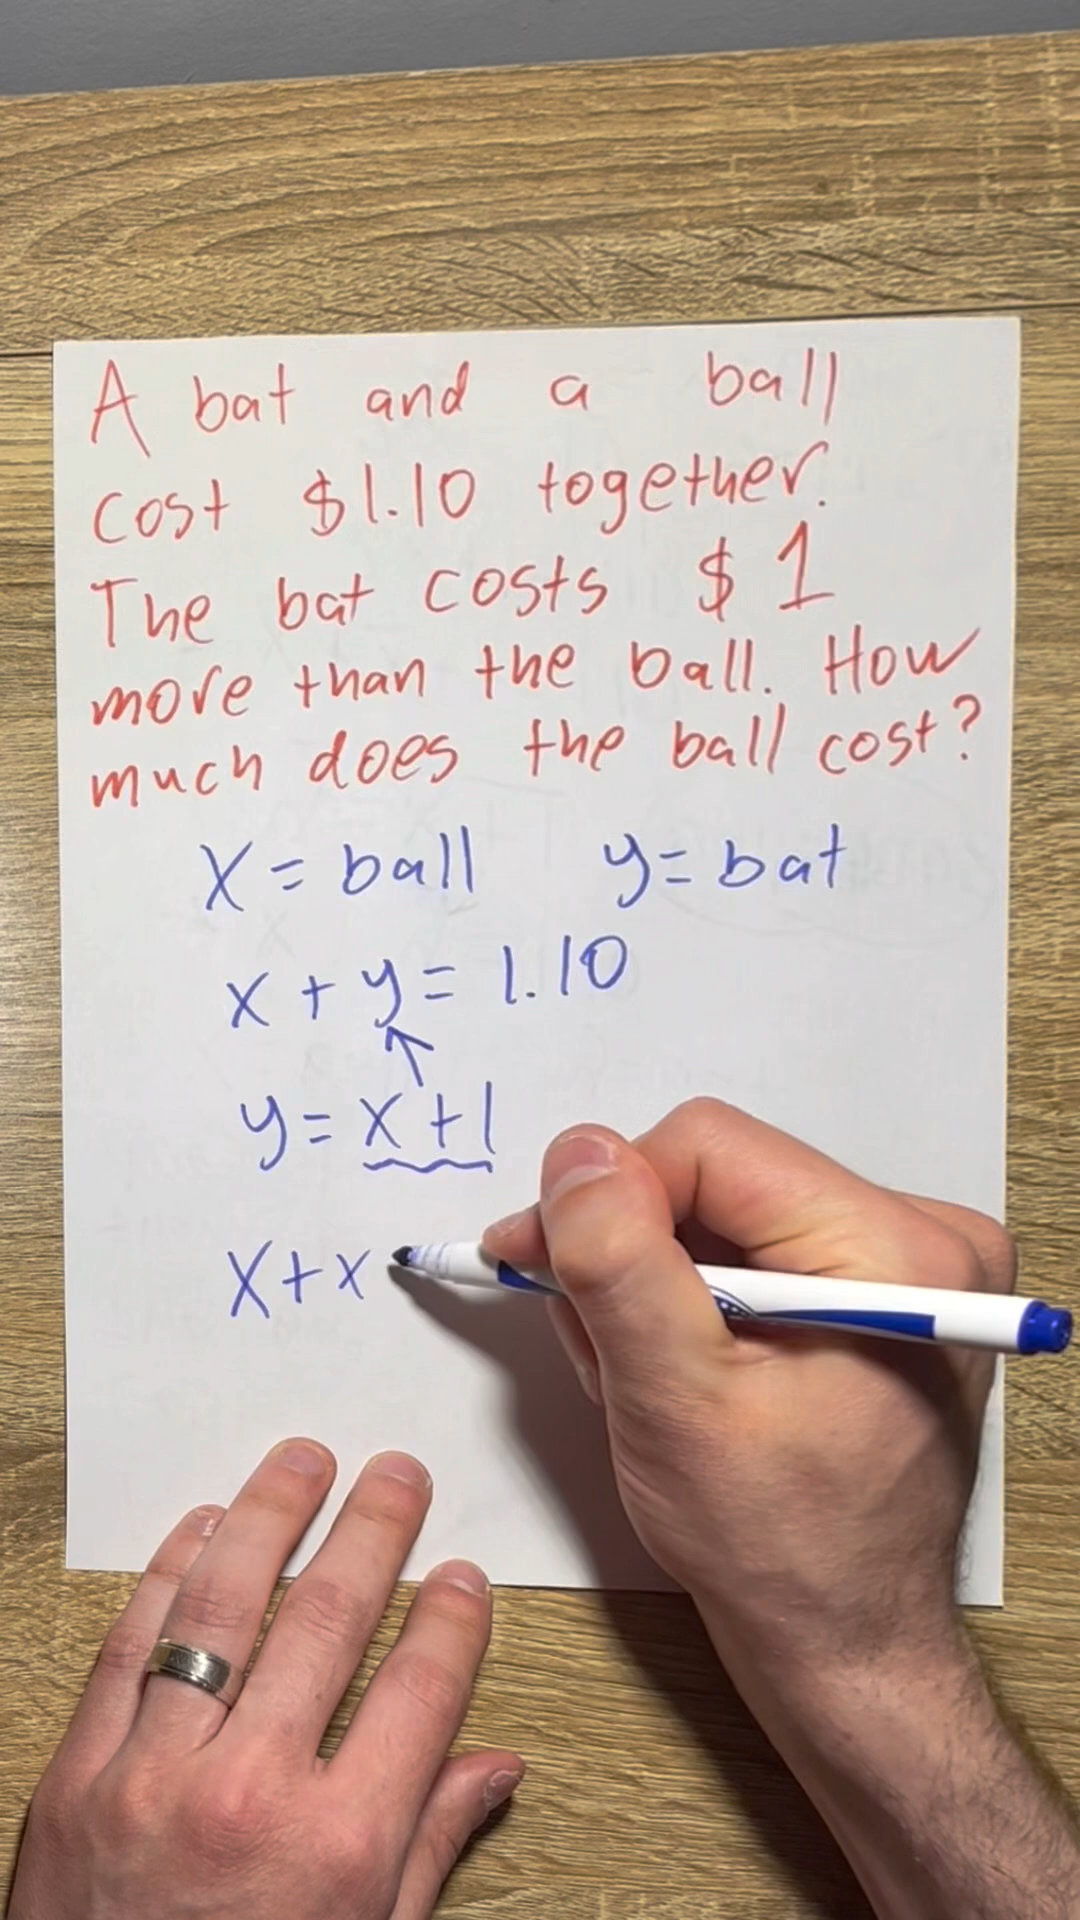 A bat and a ball
cost $1.10 together.
The bat costs $1
more than the ball. How
much does the ball cost?
x = ball y = bat
x + y = 1.10
↑
y = x + 1
x + x